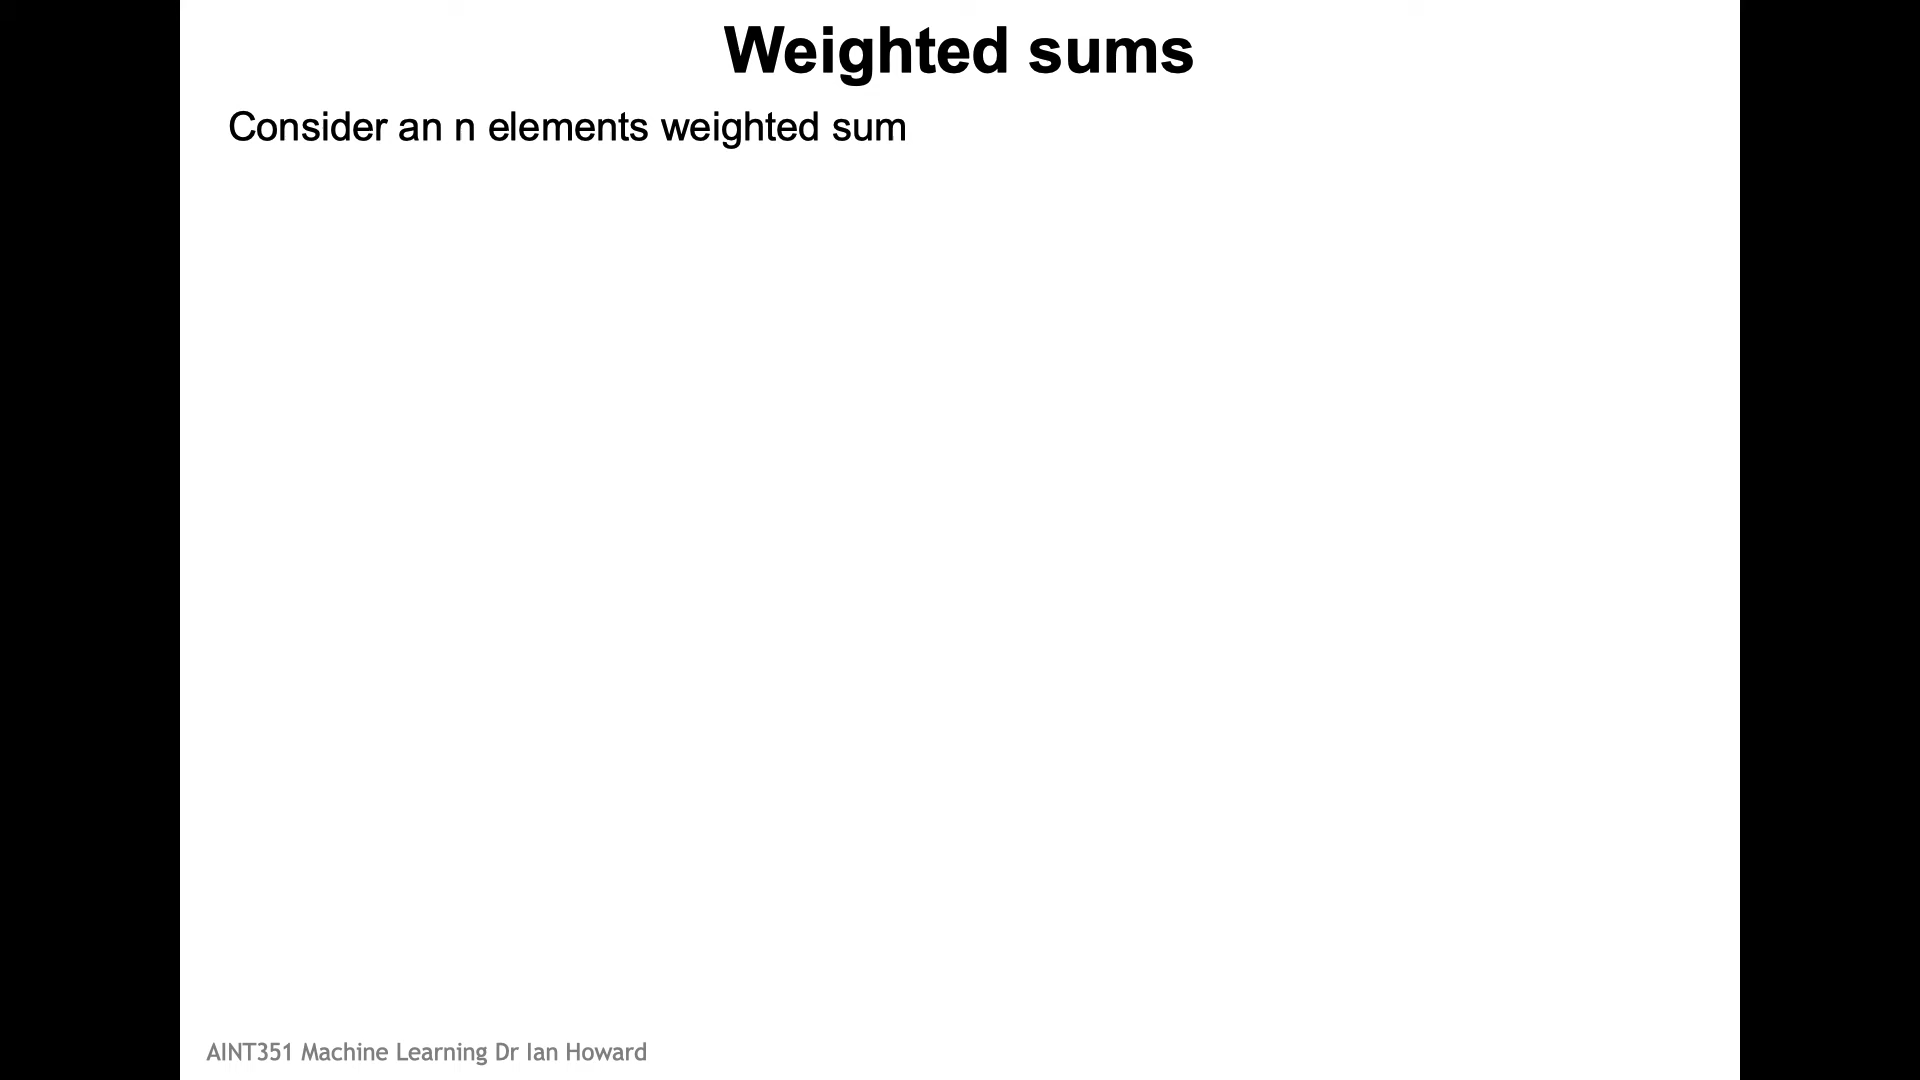 Weighted sums
Consider an n elements weighted sum
AINT351 Machine Learning Dr Ian Howard